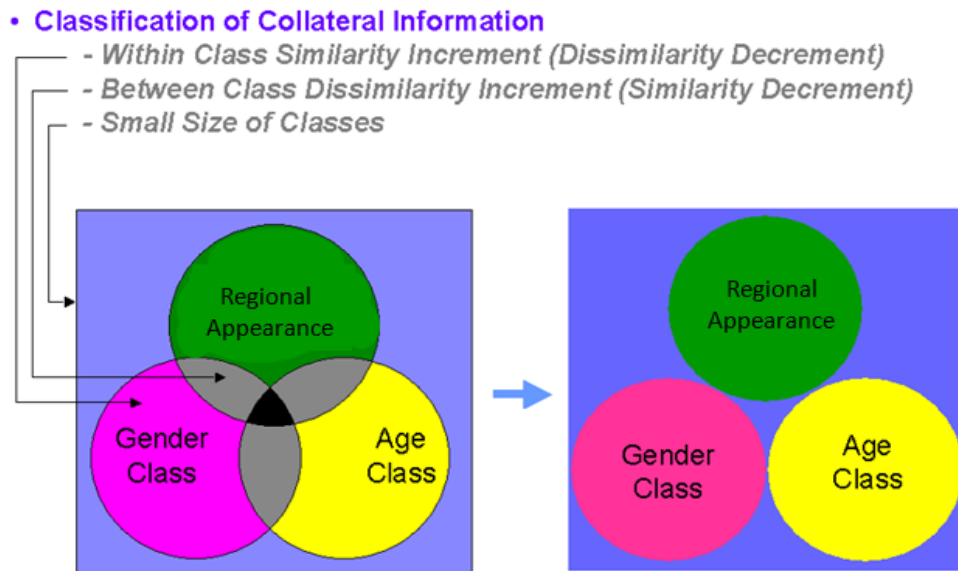 • Classification of Collateral Information
- Within Class Similarity Increment (Dissimilarity Decrement)
- Between Class Dissimilarity Increment (Similarity Decrement)
- Small Size of Classes
Regional
Appearance
Gender
Class
Age
Class
Regional
Appearance
Gender
Class
Age
Class